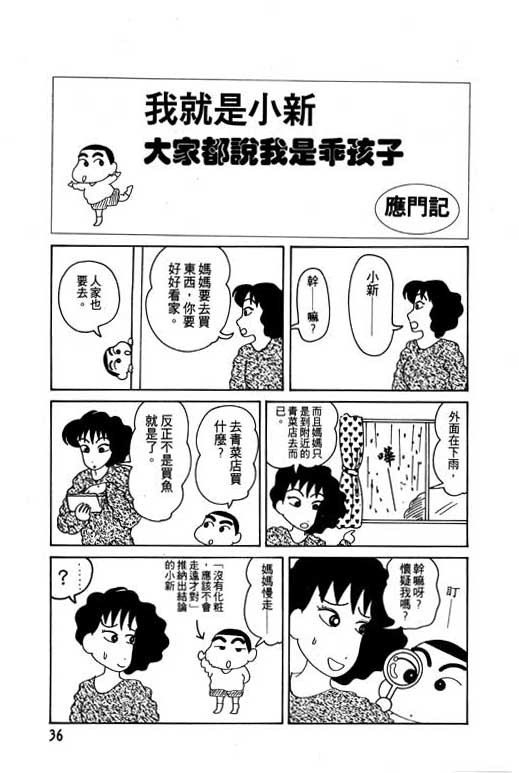 我就是小新
大家都說我是乖孩子
應門記
小新——
幹——嘛？
媽媽要去買
東西，你要
好好看家。
人家也
要去。
外面在下雨，
嘩
而且媽媽只
是到附近的
青菜店去而
已。
去青菜店買
什麼？
反正不是買魚
就是了。
盯
幹嘛呀？
懷疑我嗎？
媽媽慢走——
「沒有化粧
，應該不會
走遠才對」
推納出結論
的小新
…………？
36